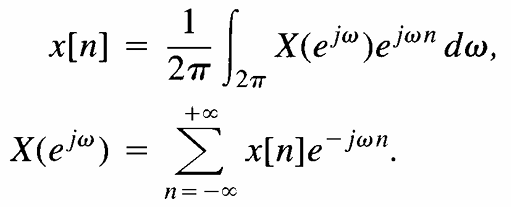 x[n] = \frac{1}{2\pi} \int_{2\pi} X(e^{j\omega})e^{j\omega n} d\omega,
X(e^{j\omega}) = \sum_{n=-\infty}^{+\infty} x[n]e^{-j\omega n}.